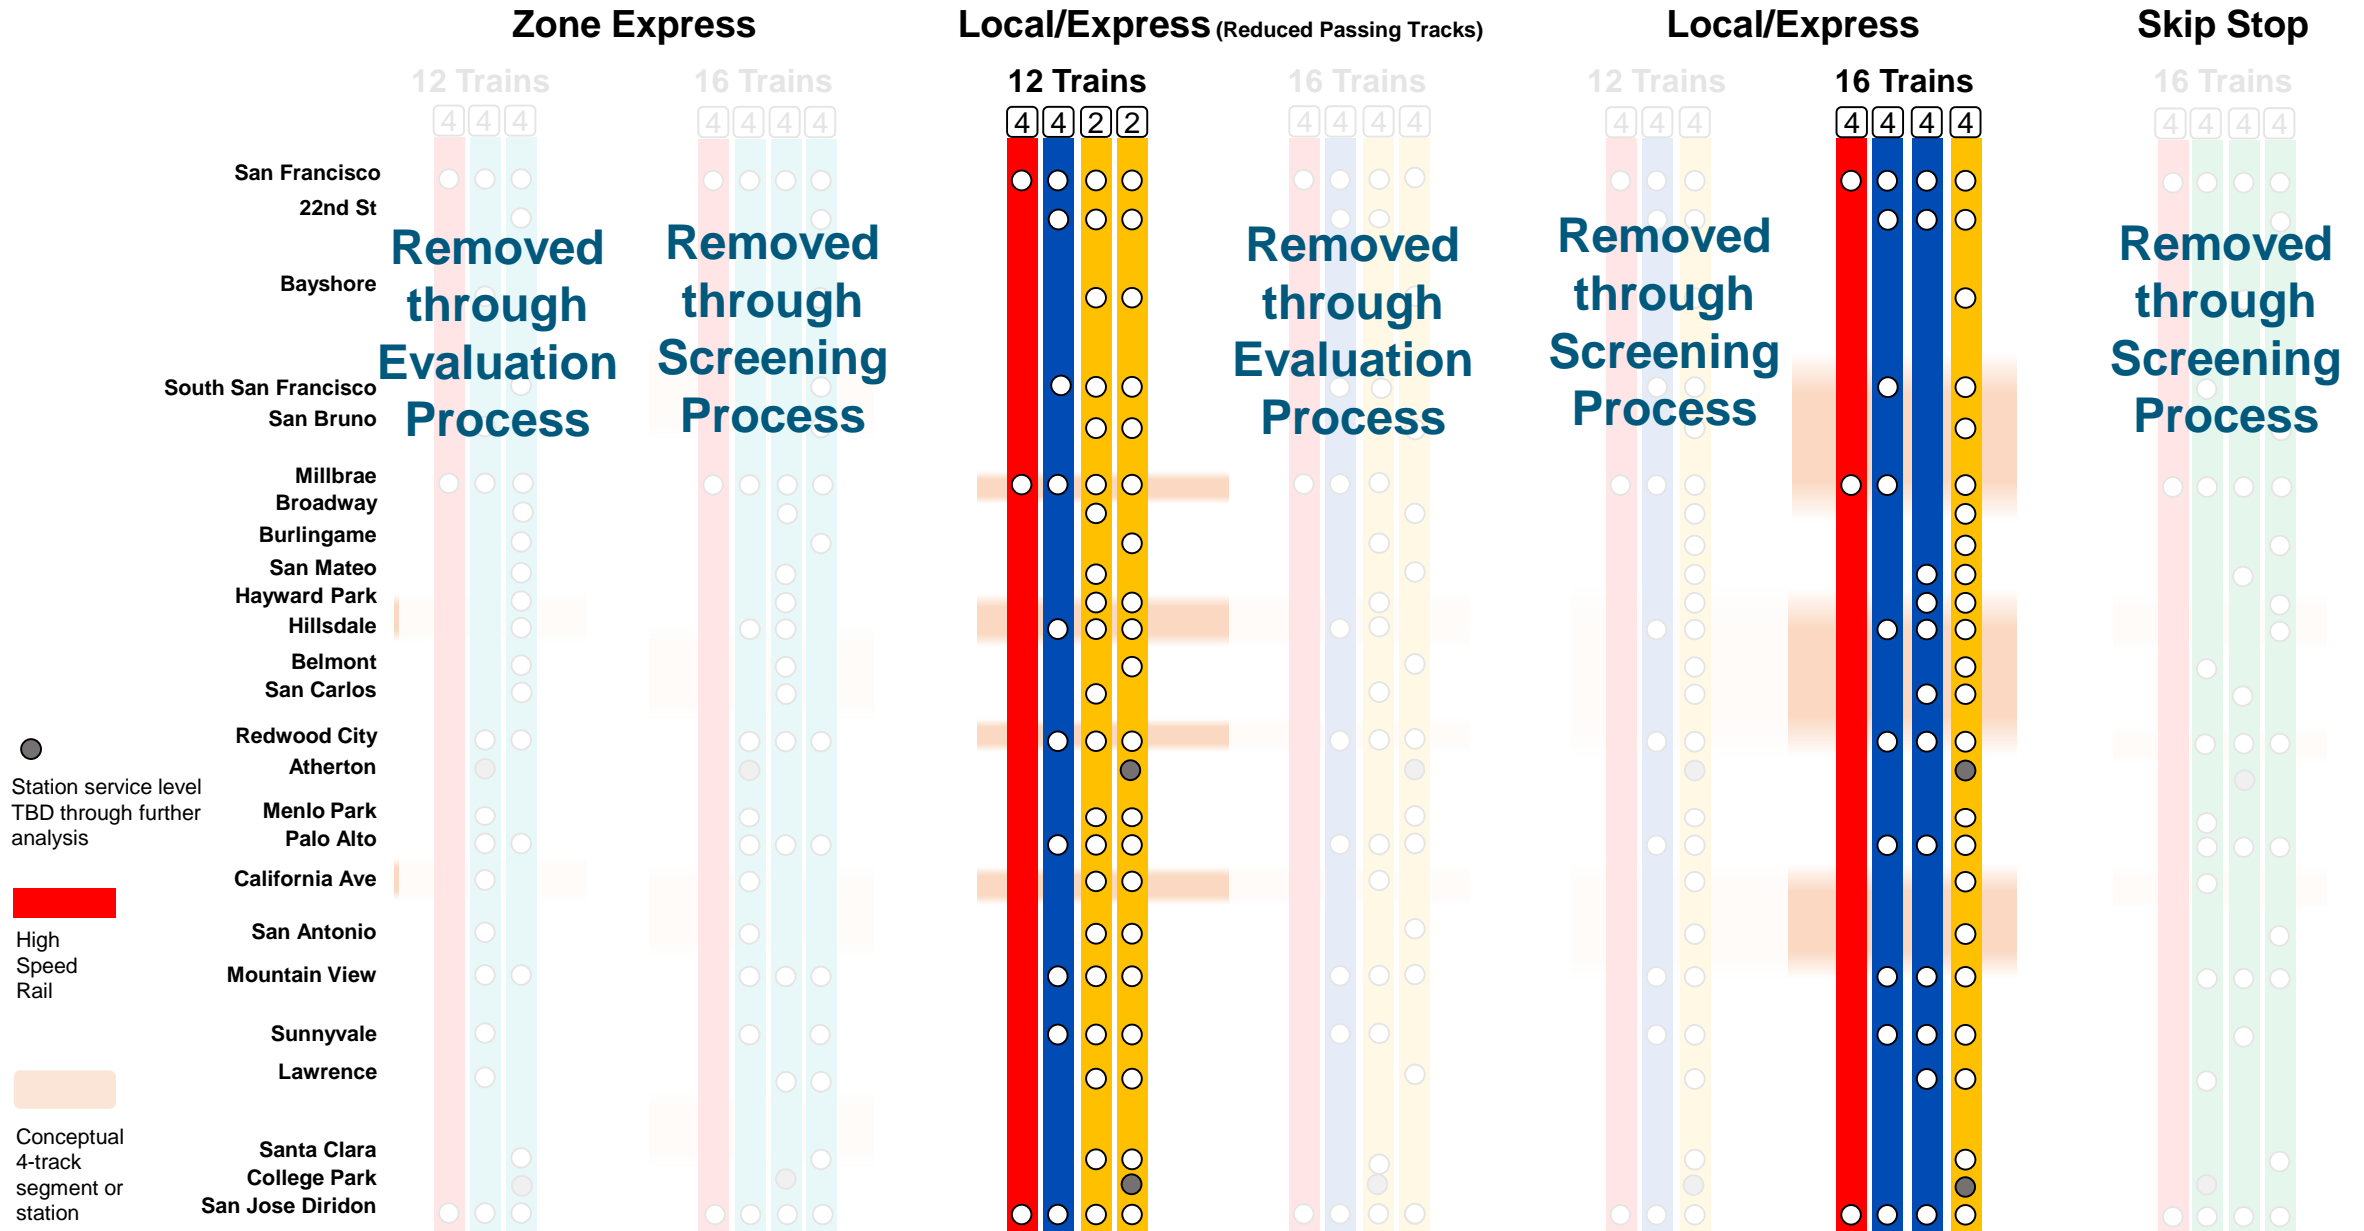 Zone Express
Local/Express (Reduced Passing Tracks)
Local/Express
Skip Stop
12 Trains
16 Trains
12 Trains
16 Trains
12 Trains
16 Trains
16 Trains
4 4 4
4 4 4 4
4 4 2 2
4 4 4 4
4 4 4
4 4 4 4
4 4 4 4
San Francisco
22nd St
Bayshore
South San Francisco
San Bruno
Millbrae
Broadway
Burlingame
San Mateo
Hayward Park
Hillsdale
Belmont
San Carlos
Redwood City
Atherton
Menlo Park
Palo Alto
California Ave
San Antonio
Mountain View
Sunnyvale
Lawrence
Santa Clara
College Park
San Jose Diridon
Removed
through
Evaluation
Process
Removed
through
Screening
Process
Removed
through
Evaluation
Process
Removed
through
Screening
Process
Removed
through
Screening
Process
Station service level
TBD through further
analysis
High
Speed
Rail
Conceptual
4-track
segment or
station